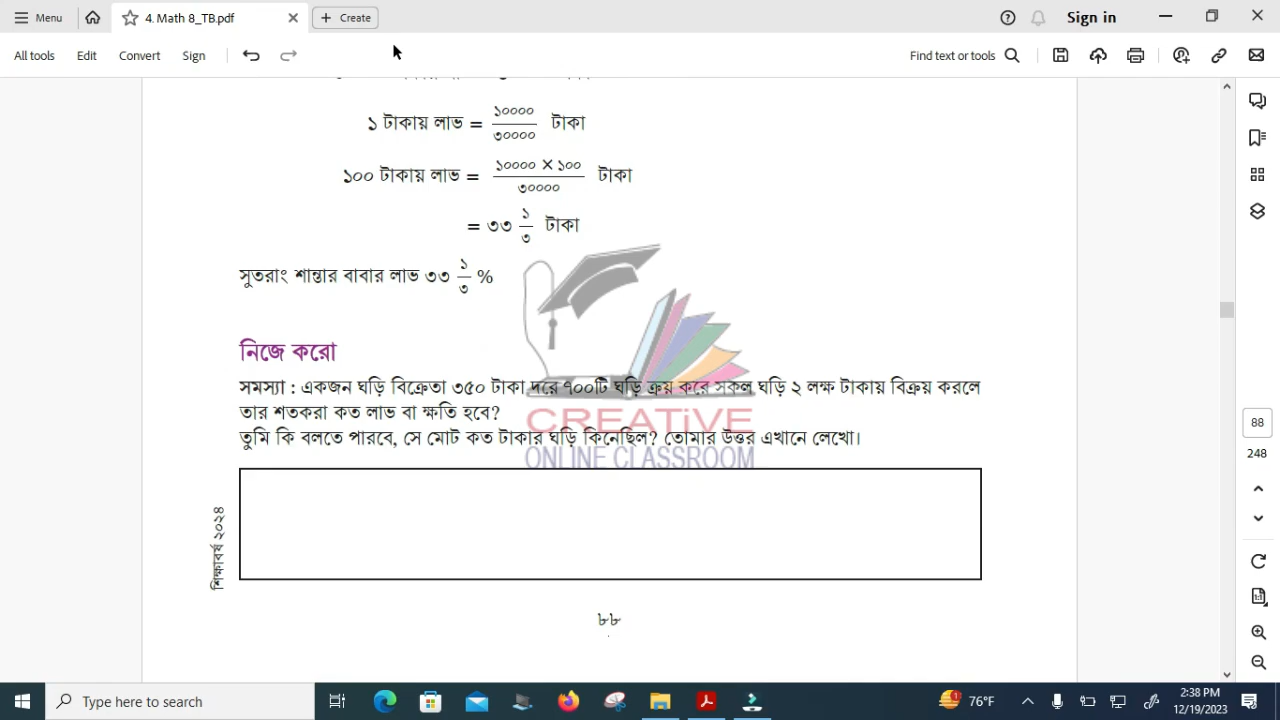 Menu
4. Math 8_TB.pdf
Create
Sign in
All tools Edit Convert Sign
Find text or tools
১ টাকায় লাভ = ১০০০০/৩০০০০ টাকা
১০০ টাকায় লাভ = ১০০০০ × ১০০/৩০০০০ টাকা
= ৩৩ ১/৩ টাকা
সুতরাং শান্তার বাবার লাভ ৩৩ ১/৩ %
নিজে করো
সমস্যা : একজন ঘড়ি বিক্রেতা ৩৫০ টাকা দরে ৭০০টি ঘড়ি ক্রয় করে সকল ঘড়ি ২ লক্ষ টাকায় বিক্রয় করলে
তার শতকরা কত লাভ বা ক্ষতি হবে?
তুমি কি বলতে পারবে, সে মোট কত টাকার ঘড়ি কিনেছিল? তোমার উত্তর এখানে লেখো।
CREATiVE
ONLINE CLASSROOM
শিক্ষাবর্ষ ২০২৪
৮৮
88
248
Type here to search
1
76°F
2:38 PM
12/19/2023